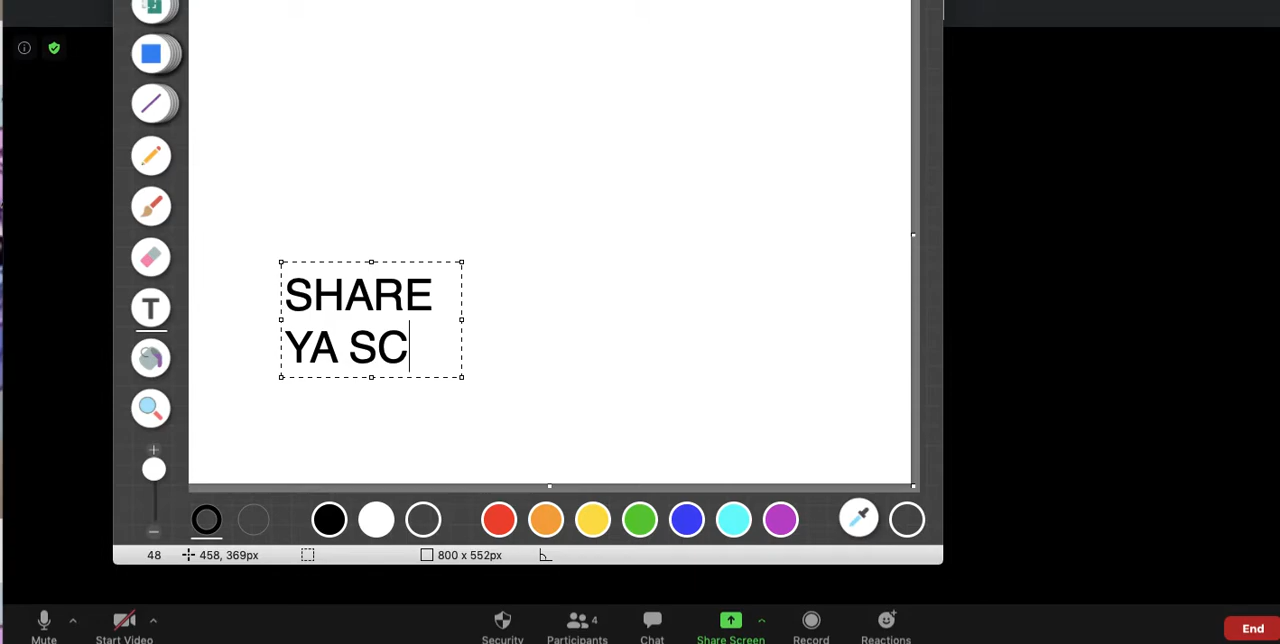 SHARE
YA SC
T
48
458, 369px
800 x 552px
4
Mute
Start Video
Security
Participants
Chat
Share Screen
Record
Reactions
End